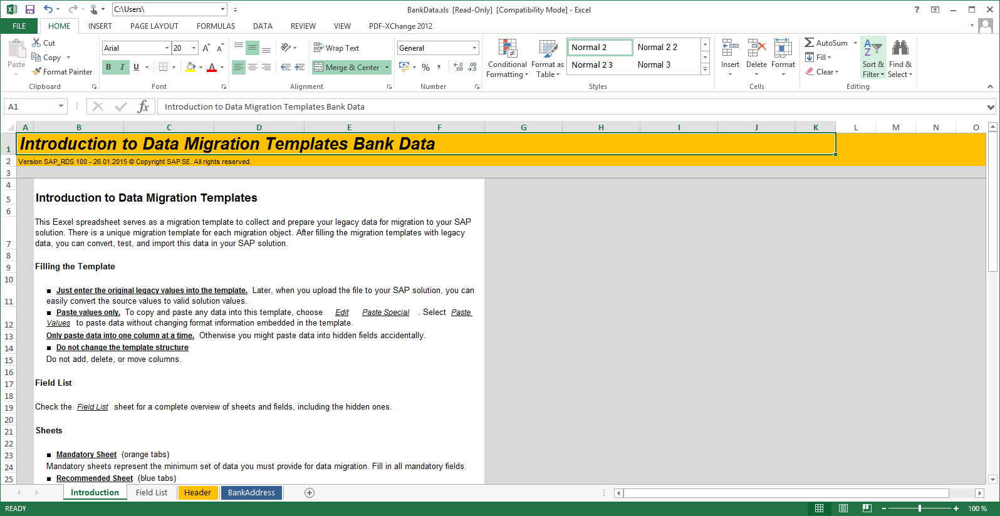 C:\Users\
BankData.xls [Read-Only] [Compatibility Mode] - Excel
?
FILE HOME INSERT PAGE LAYOUT FORMULAS DATA REVIEW VIEW PDF-XChange 2012
Paste
Cut
Copy
Format Painter
Clipboard
Arial 20
B I U
Font
Wrap Text
Merge & Center
Alignment
General
Number
Conditional Formatting
Format as Table
Normal 2 Normal 2 2
Normal 2 3 Normal 3
Styles
Insert Delete Format
Cells
AutoSum
Fill
Clear
Sort & Filter
Find & Select
Editing
A1 fx Introduction to Data Migration Templates Bank Data
A B C D E F G H I J K L M N O
1 Introduction to Data Migration Templates Bank Data
2 Version SAP_RDS 100 - 26.01.2015 © Copyright SAP SE. All rights reserved.
3
4
5 Introduction to Data Migration Templates
6
This Eexel spreadsheet serves as a migration template to collect and prepare your legacy data for migration to your SAP
solution. There is a unique migration template for each migration object. After filling the migration templates with legacy
7 data, you can convert, test, and import this data in your SAP solution.
8
9 Filling the Template
10
■ Just enter the original legacy values into the template. Later, when you upload the file to your SAP solution, you can
11 easily convert the source values to valid solution values.
■ Paste values only. To copy and paste any data into this template, choose Edit Paste Special . Select Paste
12 Values to paste data without changing format information embedded in the template.
13 Only paste data into one column at a time. Otherwise you might paste data into hidden fields accidentally.
14 ■ Do not change the template structure
15 Do not add, delete, or move columns.
16
17 Field List
18
19 Check the Field List sheet for a complete overview of sheets and fields, including the hidden ones.
20
21 Sheets
22
23 ■ Mandatory Sheet (orange tabs)
24 Mandatory sheets represent the minimum set of data you must provide for data migration. Fill in all mandatory fields.
25 ■ Recommended Sheet (blue tabs)
Introduction Field List Header BankAddress
READY 100 %